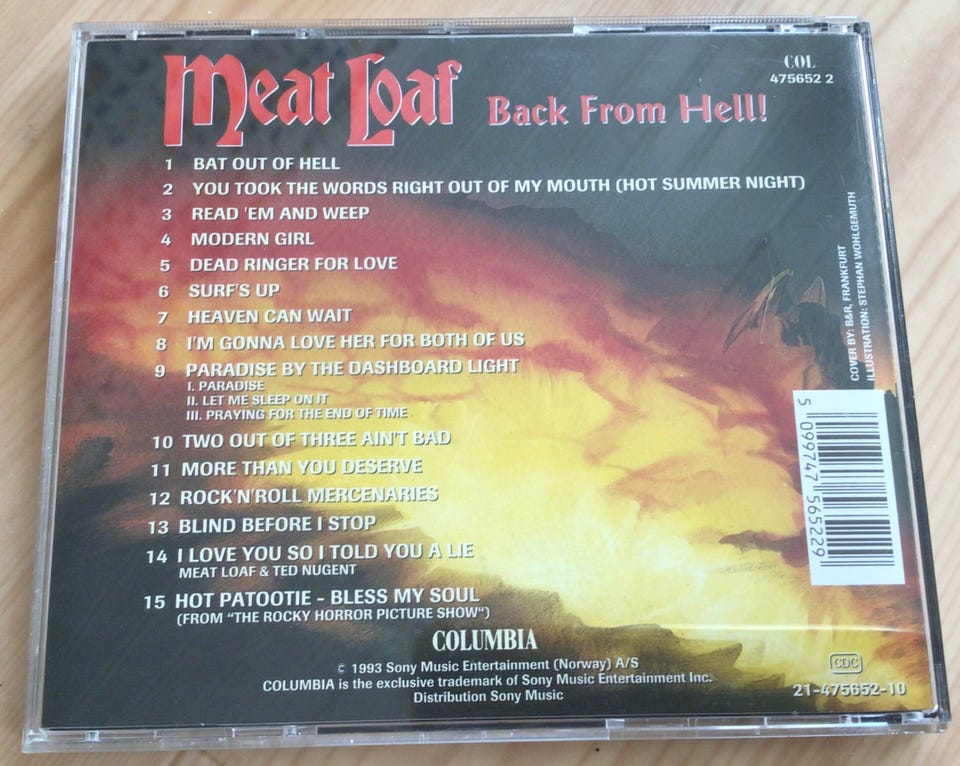 Meat Loaf Back From Hell!
COL
475652 2
1 BAT OUT OF HELL
2 YOU TOOK THE WORDS RIGHT OUT OF MY MOUTH (HOT SUMMER NIGHT)
3 READ 'EM AND WEEP
4 MODERN GIRL
5 DEAD RINGER FOR LOVE
6 SURF'S UP
7 HEAVEN CAN WAIT
8 I'M GONNA LOVE HER FOR BOTH OF US
9 PARADISE BY THE DASHBOARD LIGHT
I. PARADISE
II. LET ME SLEEP ON IT
III. PRAYING FOR THE END OF TIME
10 TWO OUT OF THREE AIN'T BAD
11 MORE THAN YOU DESERVE
12 ROCK'N'ROLL MERCENARIES
13 BLIND BEFORE I STOP
14 I LOVE YOU SO I TOLD YOU A LIE
MEAT LOAF & TED NUGENT
15 HOT PATOOTIE - BLESS MY SOUL
(FROM "THE ROCKY HORROR PICTURE SHOW")
COVER BY: B&R, FRANKFURT
ILLUSTRATION: STEPHAN WOHLGEMUTH
5 099747 565229
COLUMBIA
© 1993 Sony Music Entertainment (Norway) A/S
COLUMBIA is the exclusive trademark of Sony Music Entertainment Inc.
Distribution Sony Music
CDC
21-475652-10